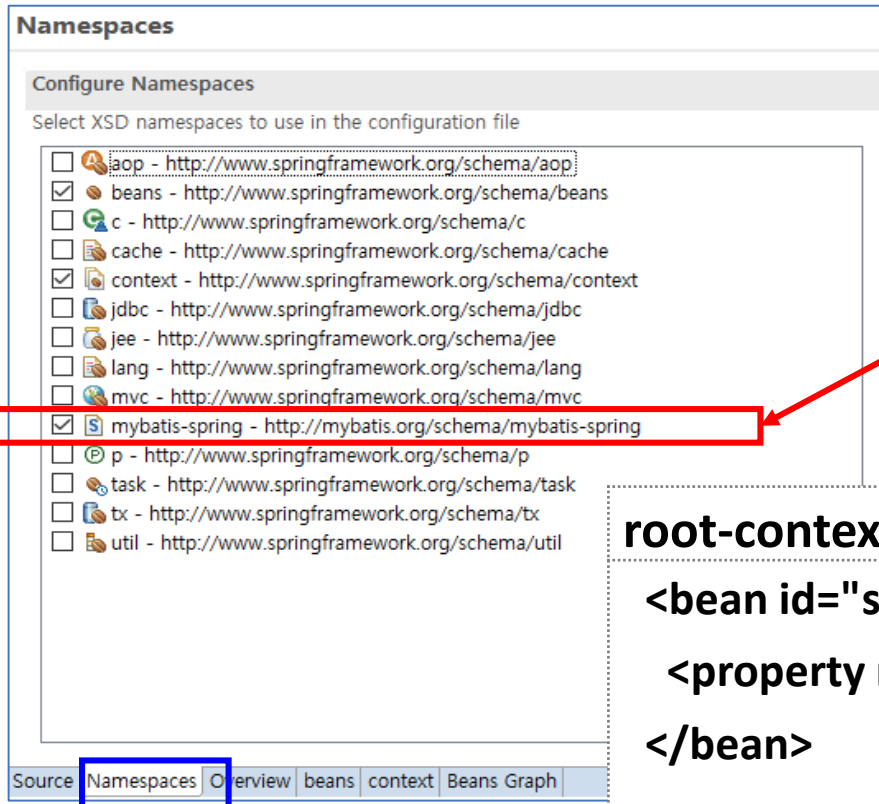 Namespaces
Configure Namespaces
Select XSD namespaces to use in the configuration file
aop - http://www.springframework.org/schema/aop
beans - http://www.springframework.org/schema/beans
c - http://www.springframework.org/schema/c
cache - http://www.springframework.org/schema/cache
context - http://www.springframework.org/schema/context
jdbc - http://www.springframework.org/schema/jdbc
jee - http://www.springframework.org/schema/jee
lang - http://www.springframework.org/schema/lang
mvc - http://www.springframework.org/schema/mvc
mybatis-spring - http://mybatis.org/schema/mybatis-spring
p - http://www.springframework.org/schema/p
task - http://www.springframework.org/schema/task
tx - http://www.springframework.org/schema/tx
util - http://www.springframework.org/schema/util
root-contex
<bean id="s
<property
</bean>
Source Namespaces Overview beans context Beans Graph